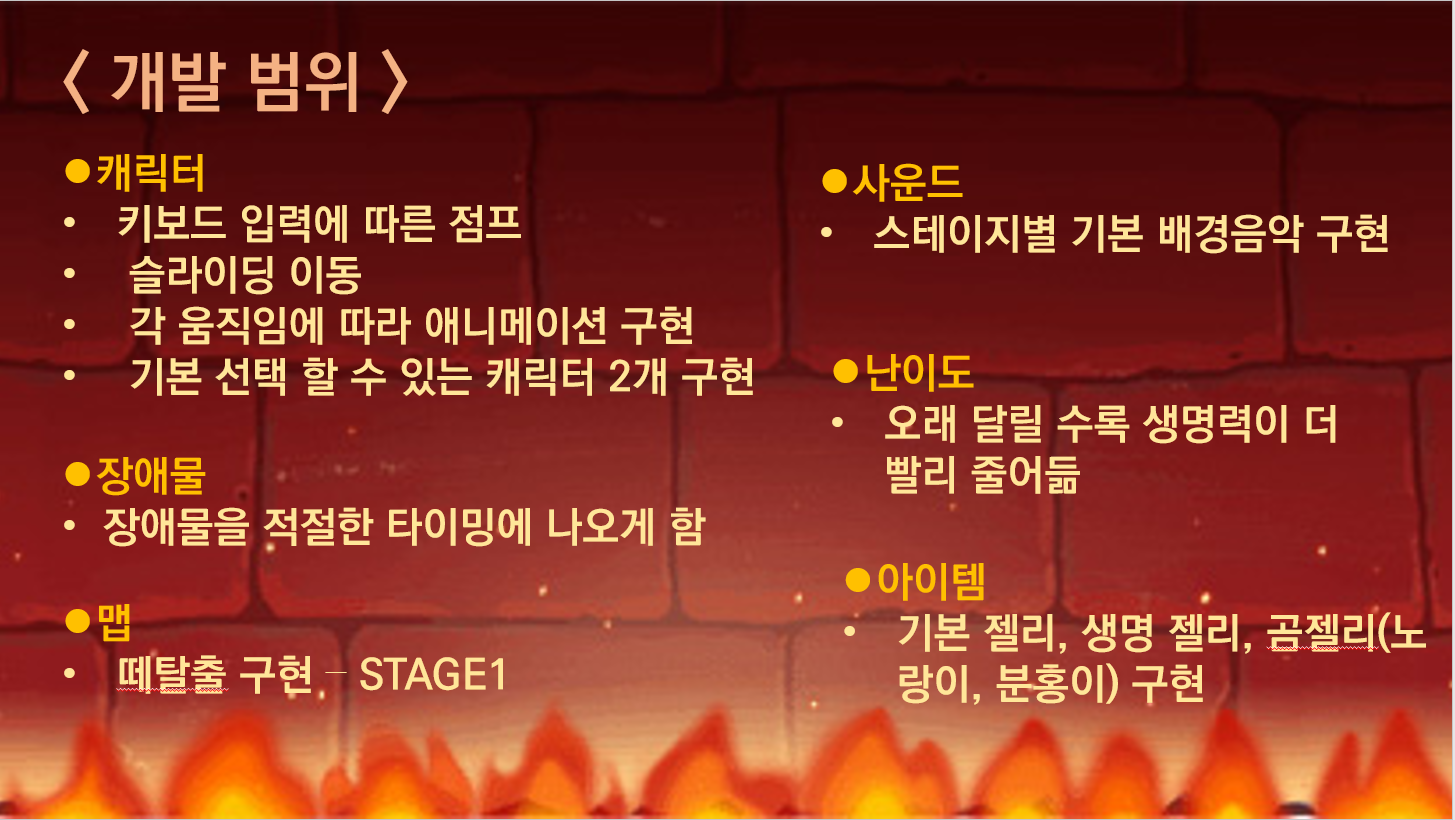 〈 개발 범위 〉
●캐릭터
• 키보드 입력에 따른 점프
• 슬라이딩 이동
• 각 움직임에 따라 애니메이션 구현
• 기본 선택 할 수 있는 캐릭터 2개 구현
●장애물
• 장애물을 적절한 타이밍에 나오게 함
●맵
• 떼탈출 구현 – STAGE1
●사운드
• 스테이지별 기본 배경음악 구현
●난이도
• 오래 달릴 수록 생명력이 더
빨리 줄어듦
●아이템
• 기본 젤리, 생명 젤리, 곰젤리(노
랑이, 분홍이) 구현